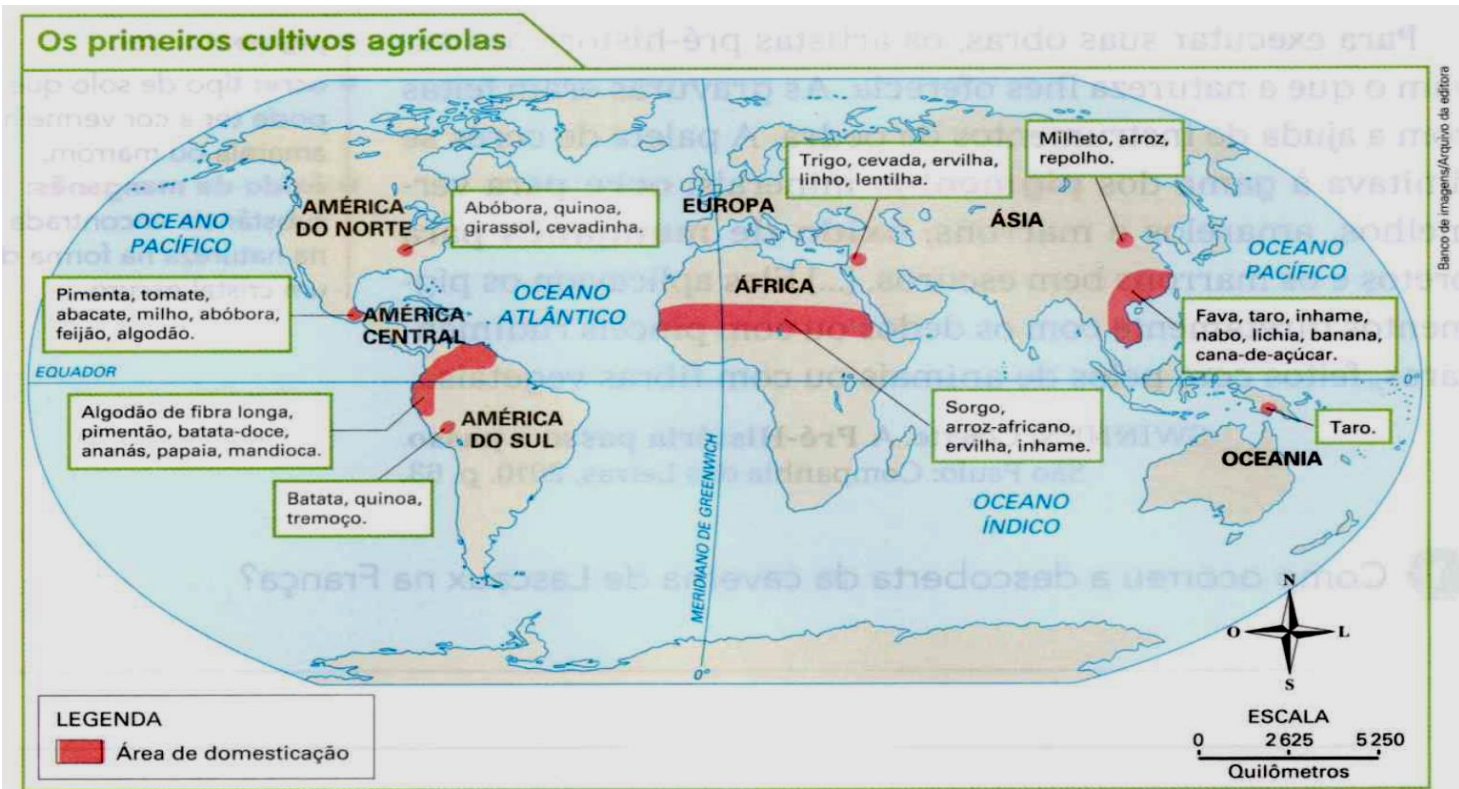 Os primeiros cultivos agrícolas
Banco de imagens/Arquivo da editora
Milheto, arroz,
repolho.
Trigo, cevada, ervilha,
linho, lentilha.
AMÉRICA
DO NORTE
Abóbora, quinoa,
girassol, cevadinha.
EUROPA
ÁSIA
OCEANO
PACÍFICO
OCEANO
PACÍFICO
Pimenta, tomate,
abacate, milho, abóbora,
feijão, algodão.
AMÉRICA
CENTRAL
OCEANO
ATLÂNTICO
ÁFRICA
Fava, taro, inhame,
nabo, lichia, banana,
cana-de-açúcar.
EQUADOR
0°
Algodão de fibra longa,
pimentão, batata-doce,
ananás, papaia, mandioca.
AMÉRICA
DO SUL
Sorgo,
arroz-africano,
ervilha, inhame.
Taro.
OCEANIA
Batata, quinoa,
tremoço.
MERIDIANO DE GREENWICH
OCEANO
ÍNDICO
0°
N
O
L
S
LEGENDA
Área de domesticação
ESCALA
0 2 625 5 250
Quilômetros